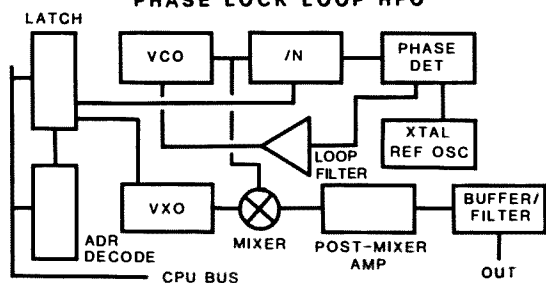 PHASE LOCK LOOP HFO
LATCH
VCO
/N
PHASE
DET
XTAL
REF OSC
LOOP
FILTER
VXO
MIXER
POST-MIXER
AMP
BUFFER/
FILTER
ADR
DECODE
CPU BUS
OUT